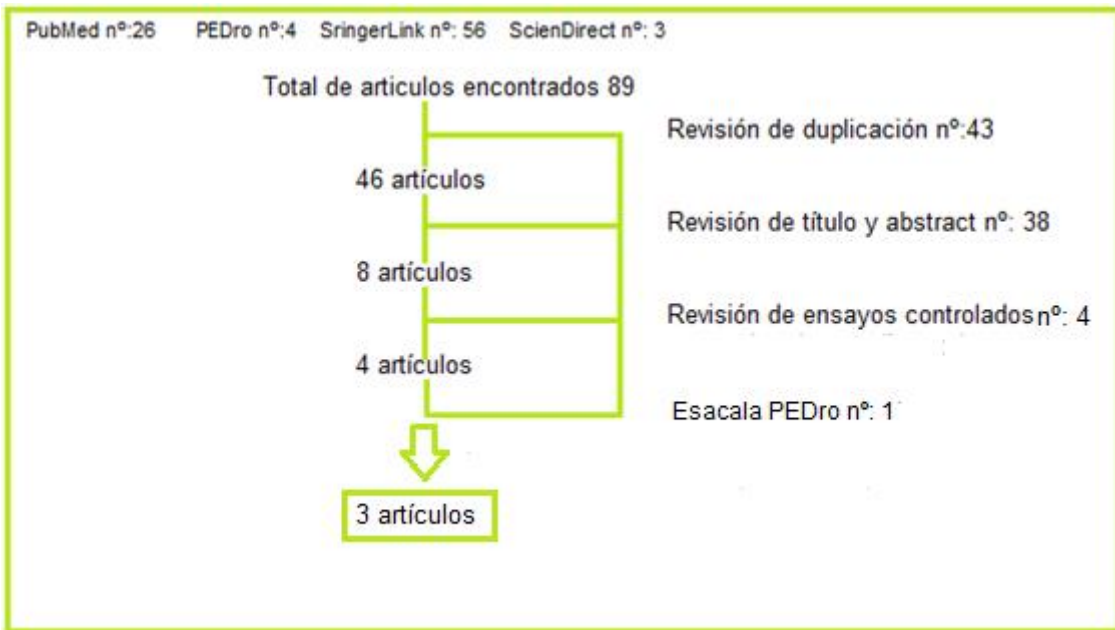 PubMed nº:26 PEDro nº:4 SringerLink nº: 56 ScienDirect nº: 3
Total de articulos encontrados 89
Revisión de duplicación nº:43
46 artículos
Revisión de título y abstract nº: 38
8 artículos
Revisión de ensayos controlados nº: 4
4 artículos
Esacala PEDro nº: 1
3 artículos